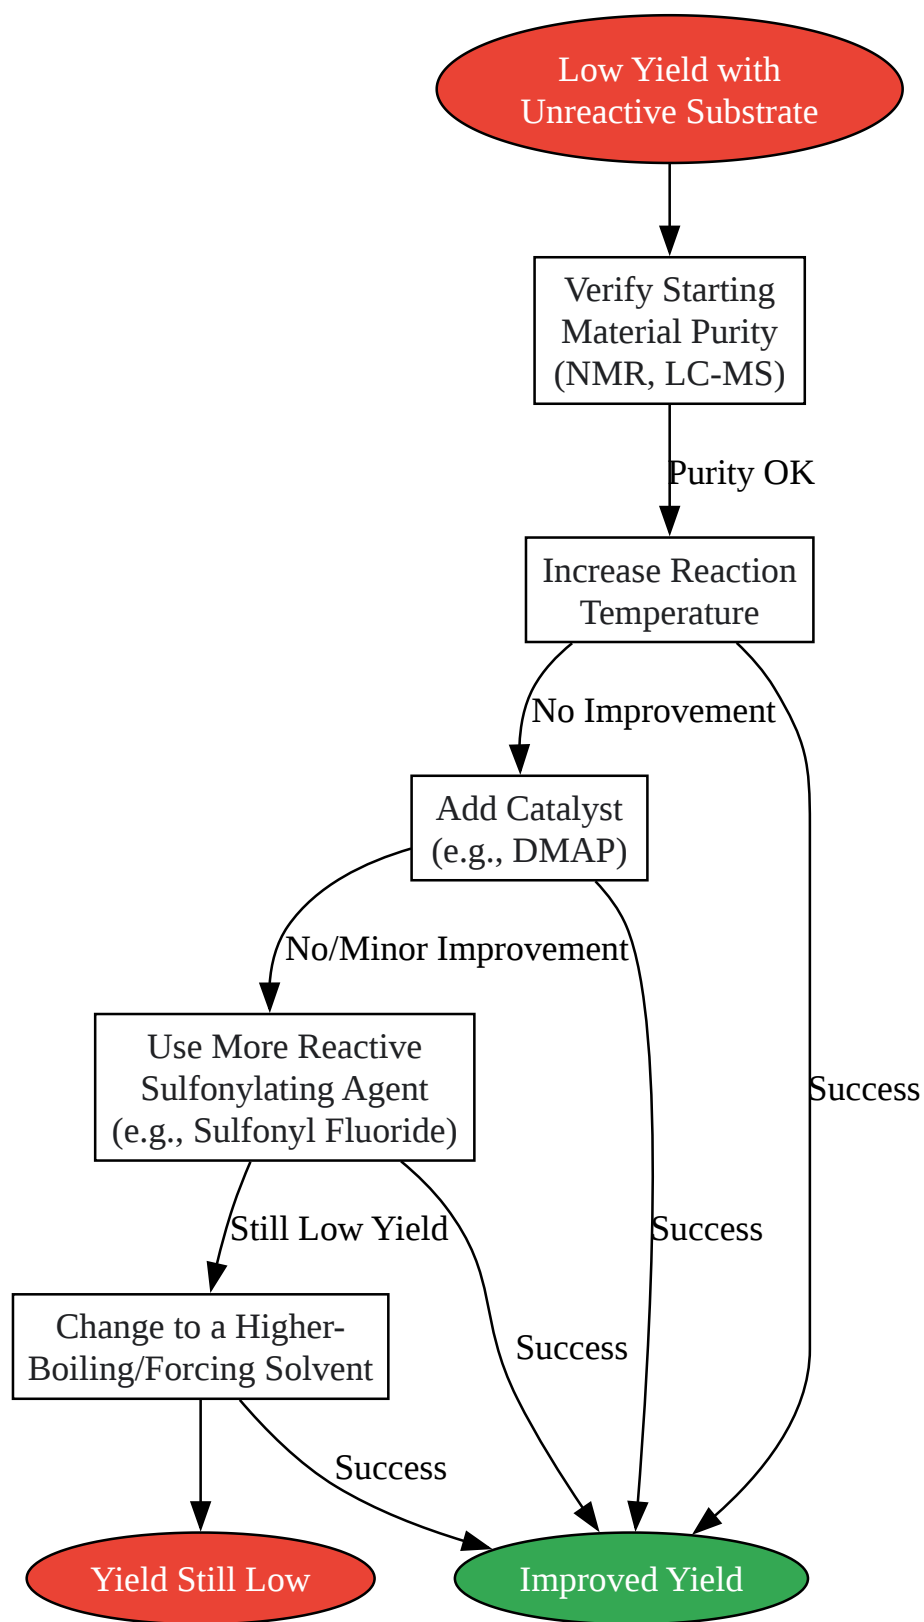 Low Yield with
Unreactive Substrate
Verify Starting
Material Purity
(NMR, LC-MS)
Purity OK
Increase Reaction
Temperature
No Improvement
Add Catalyst
(e.g., DMAP)
No/Minor Improvement
Use More Reactive
Sulfonylating Agent
(e.g., Sulfonyl Fluoride)
Success
Still Low Yield
Success
Change to a Higher-
Boiling/Forcing Solvent
Success
Success
Yield Still Low
Improved Yield